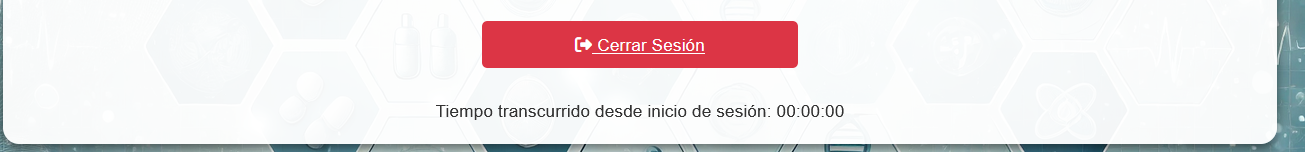 Cerrar Sesión
Tiempo transcurrido desde inicio de sesión: 00:00:00